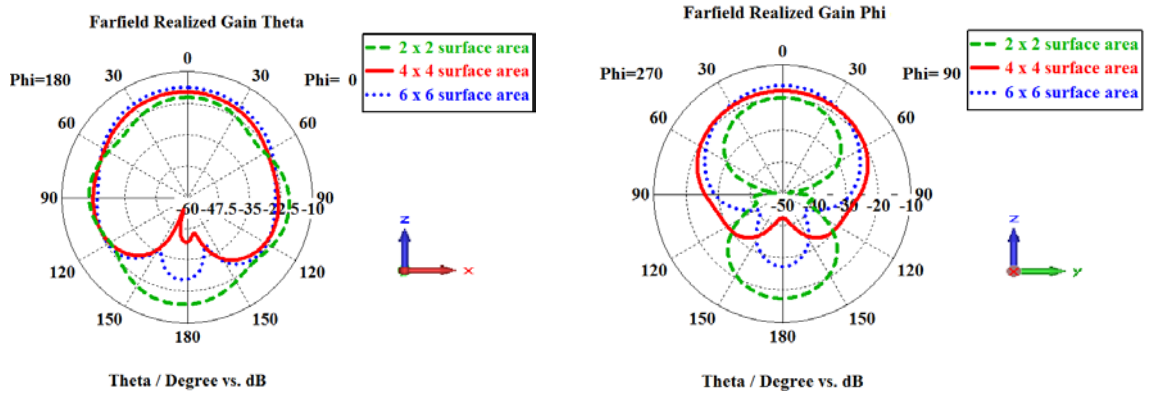 Farfield Realized Gain Theta
2 x 2 surface area
4 x 4 surface area
6 x 6 surface area
0
Phi=180 30 30 Phi= 0
60 60
90 -60 -47.5 -35 -22.5 -10 90
120 120
150 150
180
Z
X
Theta / Degree vs. dB
Farfield Realized Gain Phi
2 x 2 surface area
4 x 4 surface area
6 x 6 surface area
0
Phi=270 30 30 Phi= 90
60 60
90 -50 -40 -30 -20 -10 90
120 120
150 150
180
Z
y
Theta / Degree vs. dB